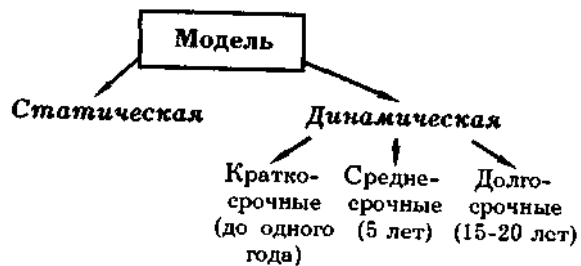 Модель
Статическая
Динамическая
Кратко-
срочные
(до одного
года)
Средне-
срочные
(5 лет)
Долго-
срочные
(15-20 лет)